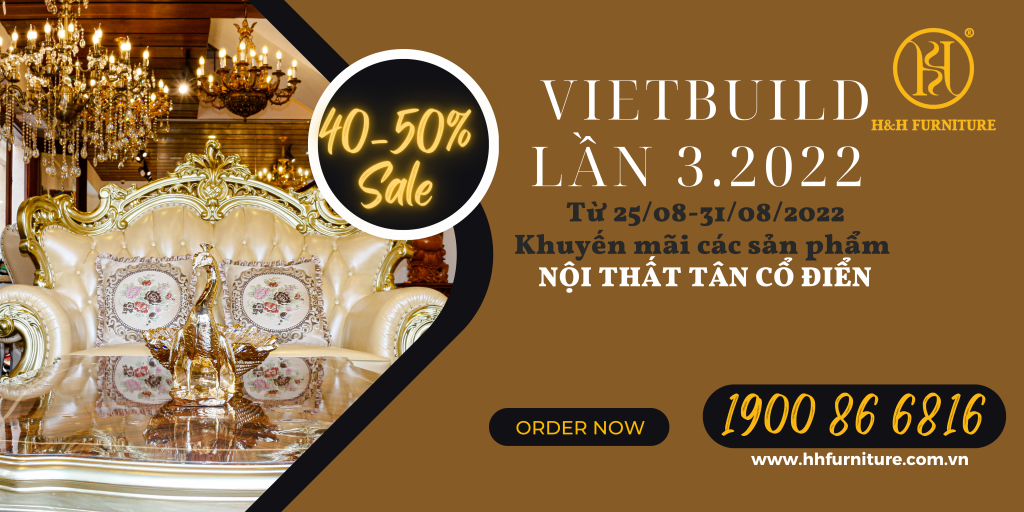 40-50%
Sale
VIETBUILD
LẦN 3.2022
®
H&H FURNITURE
Từ 25/08-31/08/2022
Khuyến mãi các sản phẩm
NỘI THẤT TÂN CỔ ĐIỂN
ORDER NOW
1900 86 6816
www.hhfurniture.com.vn